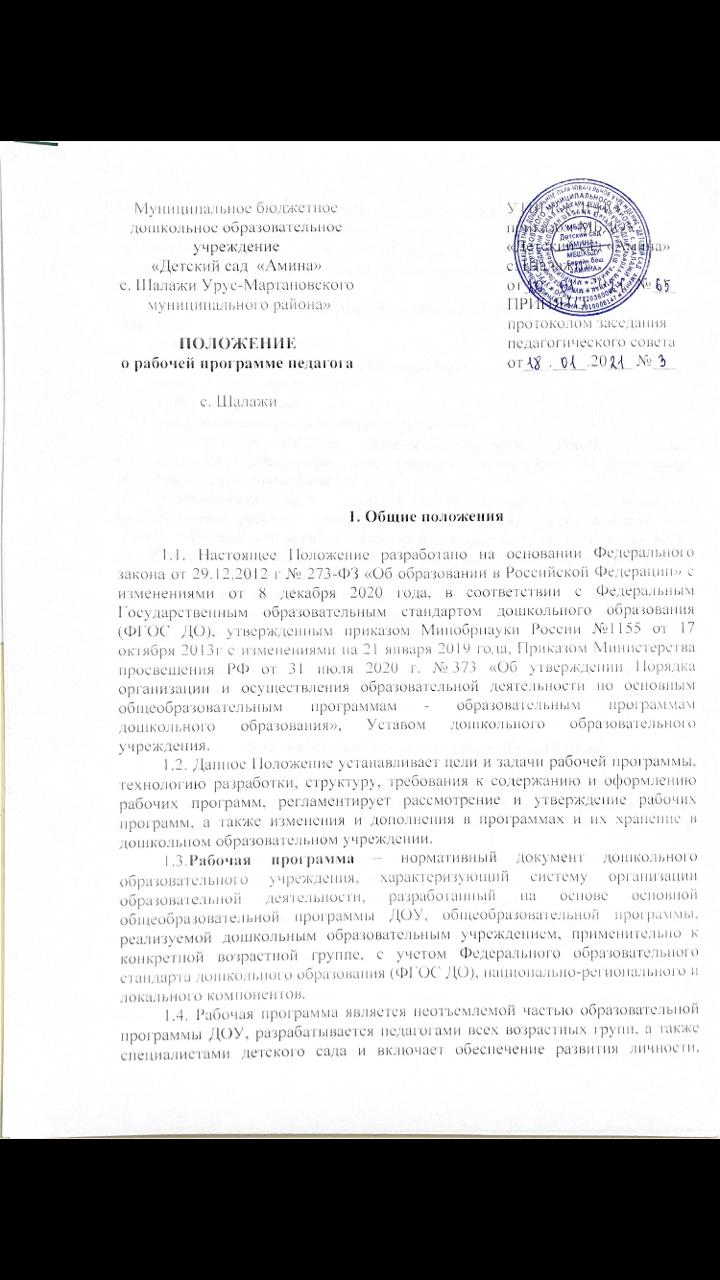 Муниципальное бюджетное
дошкольное образовательное
учреждение
«Детский сад «Амина»
с. Шалажи Урус-Мартановского
муниципального района»
ПОЛОЖЕНИЕ
о рабочей программе педагога
с. Шалажи
МБДОУ
Детский сад
«АМИНА»
МБШХЬДУ
Берийн беш
«АМИНА»
№ 65
протоколом заседания
педагогического совета
от 18 . 01 .2021 № 3
1. Общие положения
1.1. Настоящее Положение разработано на основании Федерального
закона от 29.12.2012 г № 273-ФЗ «Об образовании в Российской Федерации» с
изменениями от 8 декабря 2020 года, в соответствии с Федеральным
Государственным образовательным стандартом дошкольного образования
(ФГОС ДО), утвержденным приказом Минобрнауки России №1155 от 17
октября 2013г с изменениями на 21 января 2019 года, Приказом Министерства
просвещения РФ от 31 июля 2020 г. №373 «Об утверждении Порядка
организации и осуществления образовательной деятельности по основным
общеобразовательным программам - образовательным программам
дошкольного образования», Уставом дошкольного образовательного
учреждения.
1.2. Данное Положение устанавливает цели и задачи рабочей программы,
технологию разработки, структуру, требования к содержанию и оформлению
рабочих программ, регламентирует рассмотрение и утверждение рабочих
программ, а также изменения и дополнения в программах и их хранение в
дошкольном образовательном учреждении.
1.3.Рабочая программа – нормативный документ дошкольного
образовательного учреждения, характеризующий систему организации
образовательной деятельности, разработанный на основе основной
общеобразовательной программы ДОУ, общеобразовательной программы,
реализуемой дошкольным образовательным учреждением, применительно к
конкретной возрастной группе, с учетом Федерального образовательного
стандарта дошкольного образования (ФГОС ДО), национально-регионального и
локального компонентов.
1.4. Рабочая программа является неотъемлемой частью образовательной
программы ДОУ, разрабатывается педагогами всех возрастных групп, а также
специалистами детского сада и включает обеспечение развития личности,